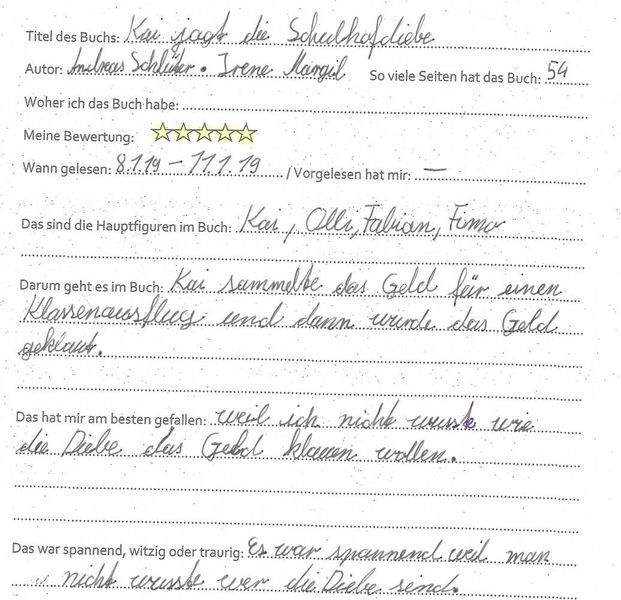 Titel des Buchs: Kai jagt die Schulhofdiebe
Autor: Andreas Schlüter • Irene Margil So viele Seiten hat das Buch: 54
Woher ich das Buch habe:
Meine Bewertung: ☆☆☆☆☆
Wann gelesen: 8.1.19 – 11.1.19 / Vorgelesen hat mir: —
Das sind die Hauptfiguren im Buch: Kai, Olli, Fabian, Fimo
Darum geht es im Buch: Kai sammelte das Geld für einen
Klassenausflug und dann wurde das Geld
geklaut.
Das hat mir am besten gefallen: weil ich nicht wusste wie
die Diebe das Geld klauen wollen.
Das war spannend, witzig oder traurig: Es war spannend weil man
nicht wusste wer die Diebe sind.